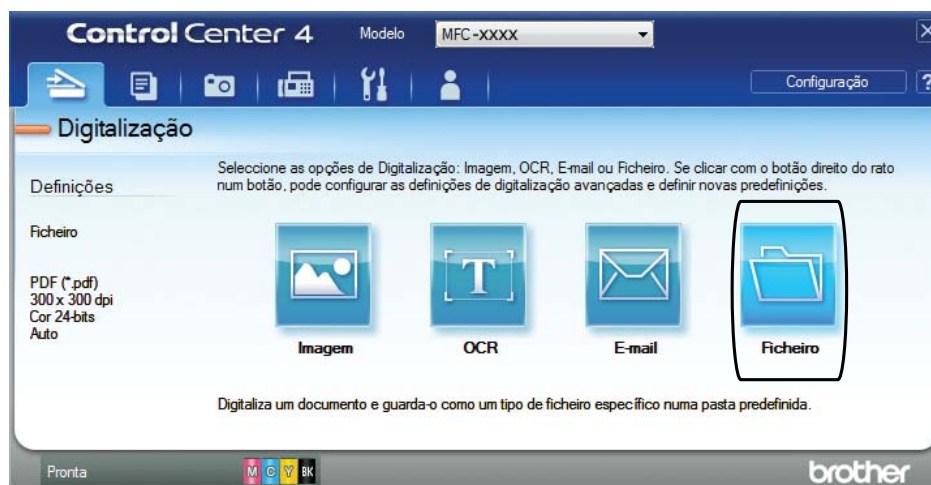 Control Center 4 Modelo MFC-XXXX
Configuração ?
Digitalização
Definições
Seleccione as opções de Digitalização: Imagem, OCR, E-mail ou Ficheiro. Se clicar com o botão direito do rato
num botão, pode configurar as definições de digitalização avançadas e definir novas predefinições.
Ficheiro
PDF (*.pdf)
300 x 300 dpi
Cor 24-bits
Auto
T
Imagem OCR E-mail Ficheiro
Digitaliza um documento e guarda-o como um tipo de ficheiro específico numa pasta predefinida.
Pronta M C Y BK brother